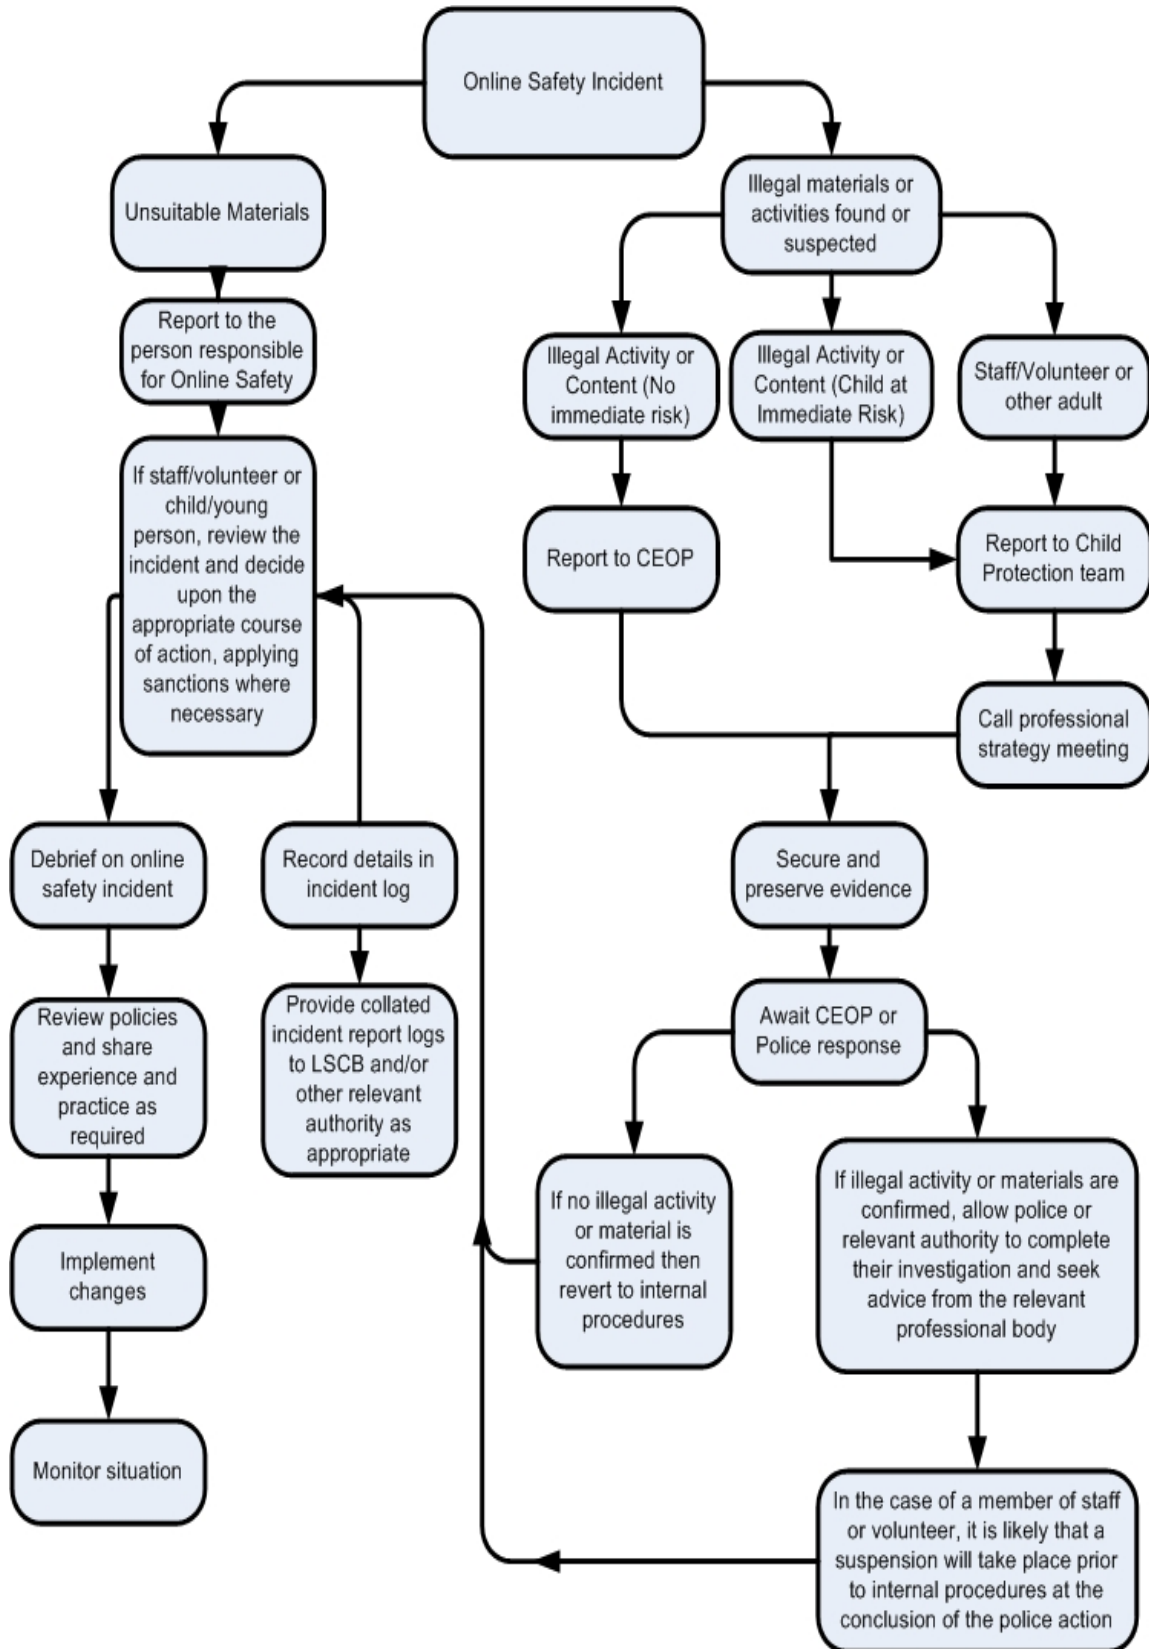 Online Safety Incident
Unsuitable Materials
Report to the
person responsible
for Online Safety
If staff/volunteer or
child/young
person, review the
incident and decide
upon the
appropriate course
of action, applying
sanctions where
necessary
Debrief on online
safety incident
Review policies
and share
experience and
practice as
required
Implement
changes
Monitor situation
Record details in
incident log
Provide collated
incident report logs
to LSCB and/or
other relevant
authority as
appropriate
Illegal materials or
activities found or
suspected
Illegal Activity or
Content (No
immediate risk)
Illegal Activity or
Content (Child at
Immediate Risk)
Staff/Volunteer or
other adult
Report to CEOP
Report to Child
Protection team
Call professional
strategy meeting
Secure and
preserve evidence
Await CEOP or
Police response
If no illegal activity
or material is
confirmed then
revert to internal
procedures
If illegal activity or materials are
confirmed, allow police or
relevant authority to complete
their investigation and seek
advice from the relevant
professional body
In the case of a member of staff
or volunteer, it is likely that a
suspension will take place prior
to internal procedures at the
conclusion of the police action